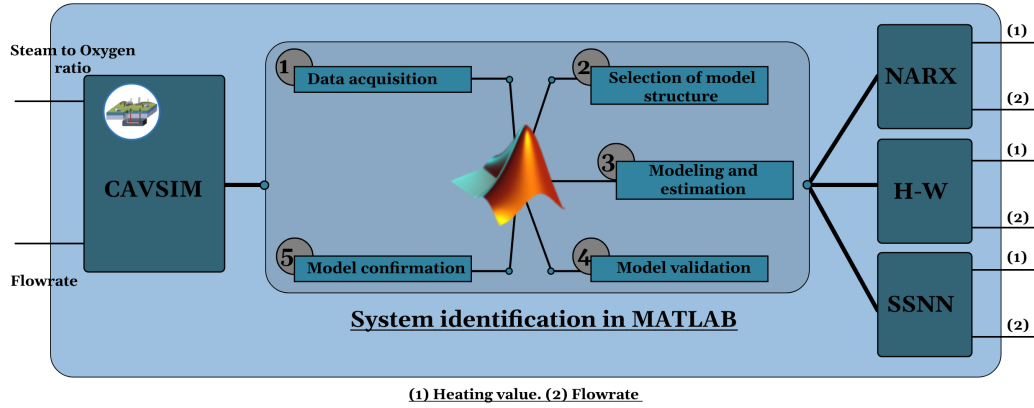 Steam to Oxygen
ratio
CAVSIM
Flowrate
1
Data acquisition
2
Selection of model
structure
3
Modeling and
estimation
4
Model validation
5
Model confirmation
System identification in MATLAB
NARX
(1)
(2)
H-W
(1)
(2)
SSNN
(1)
(2)
(1) Heating value. (2) Flowrate